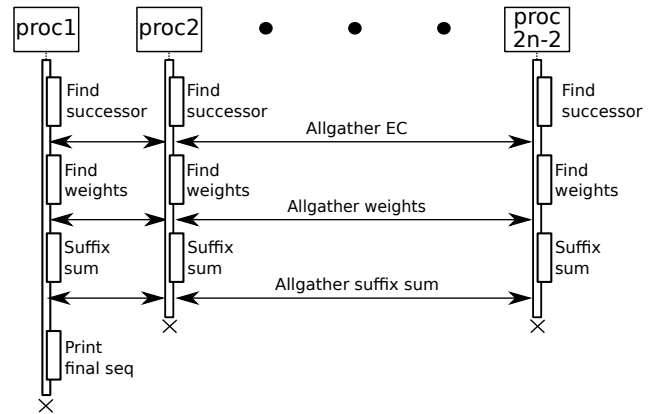 proc1
proc2
proc
2n-2
Find
successor
Find
successor
Find
successor
Allgather EC
Find
weights
Find
weights
Find
weights
Allgather weights
Suffix
sum
Suffix
sum
Suffix
sum
Allgather suffix sum
Print
final seq